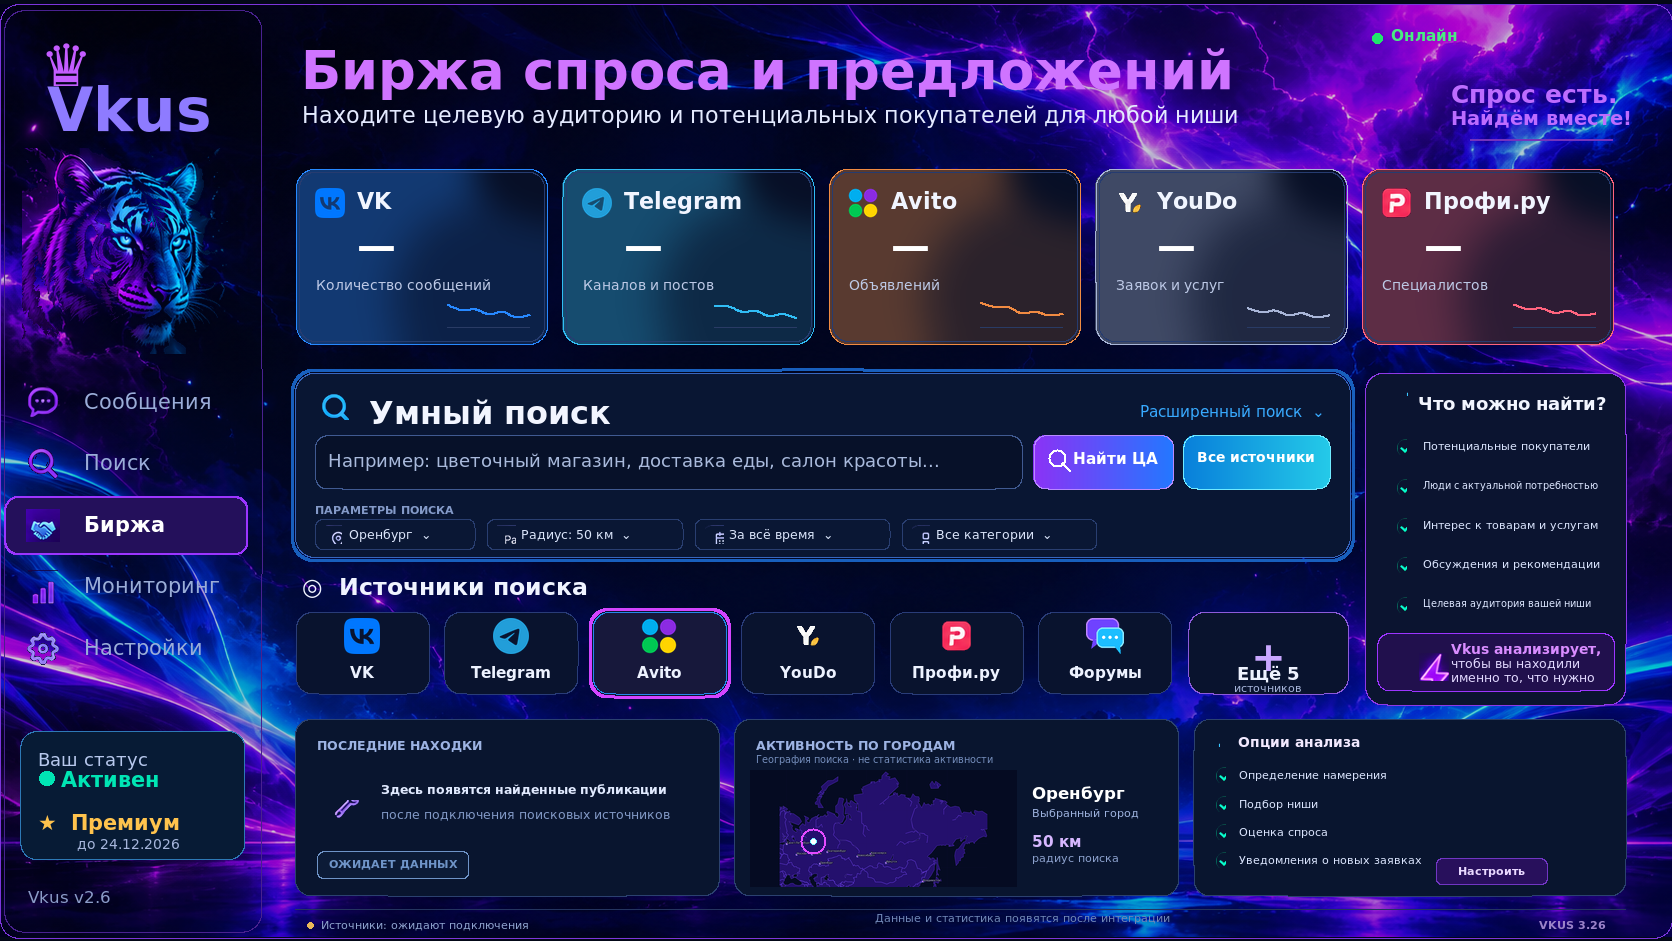 Vkus
Сообщения
Поиск
Биржа
Мониторинг
Настройки
Ваш статус
Активен
★ Премиум
до 24.12.2026
Vkus v2.6
Биржа спроса и предложений
Находите целевую аудиторию и потенциальных покупателей для любой ниши
Онлайн
Спрос есть.
Найдём вместе!
VK
—
Количество сообщений
Telegram
—
Каналов и постов
Avito
—
Объявлений
YouDo
—
Заявок и услуг
Профи.ру
—
Специалистов
Умный поиск
Расширенный поиск
Например: цветочный магазин, доставка еды, салон красоты...
Найти ЦА
Все источники
ПАРАМЕТРЫ ПОИСКА
Оренбург
Радиус: 50 км
За всё время
Все категории
Источники поиска
VK
Telegram
Avito
YouDo
Профи.ру
Форумы
+
Ещё 5
источников
Что можно найти?
Потенциальные покупатели
Люди с актуальной потребностью
Интерес к товарам и услугам
Обсуждения и рекомендации
Целевая аудитория вашей ниши
Vkus анализирует,
чтобы вы находили
именно то, что нужно
ПОСЛЕДНИЕ НАХОДКИ
Здесь появятся найденные публикации
после подключения поисковых источников
ОЖИДАЕТ ДАННЫХ
АКТИВНОСТЬ ПО ГОРОДАМ
География поиска · не статистика активности
Оренбург
Выбранный город
50 км
радиус поиска
Опции анализа
Определение намерения
Подбор ниши
Оценка спроса
Уведомления о новых заявках
Настроить
Источники: ожидают подключения
Данные и статистика появятся после интеграции
VKUS 3.26